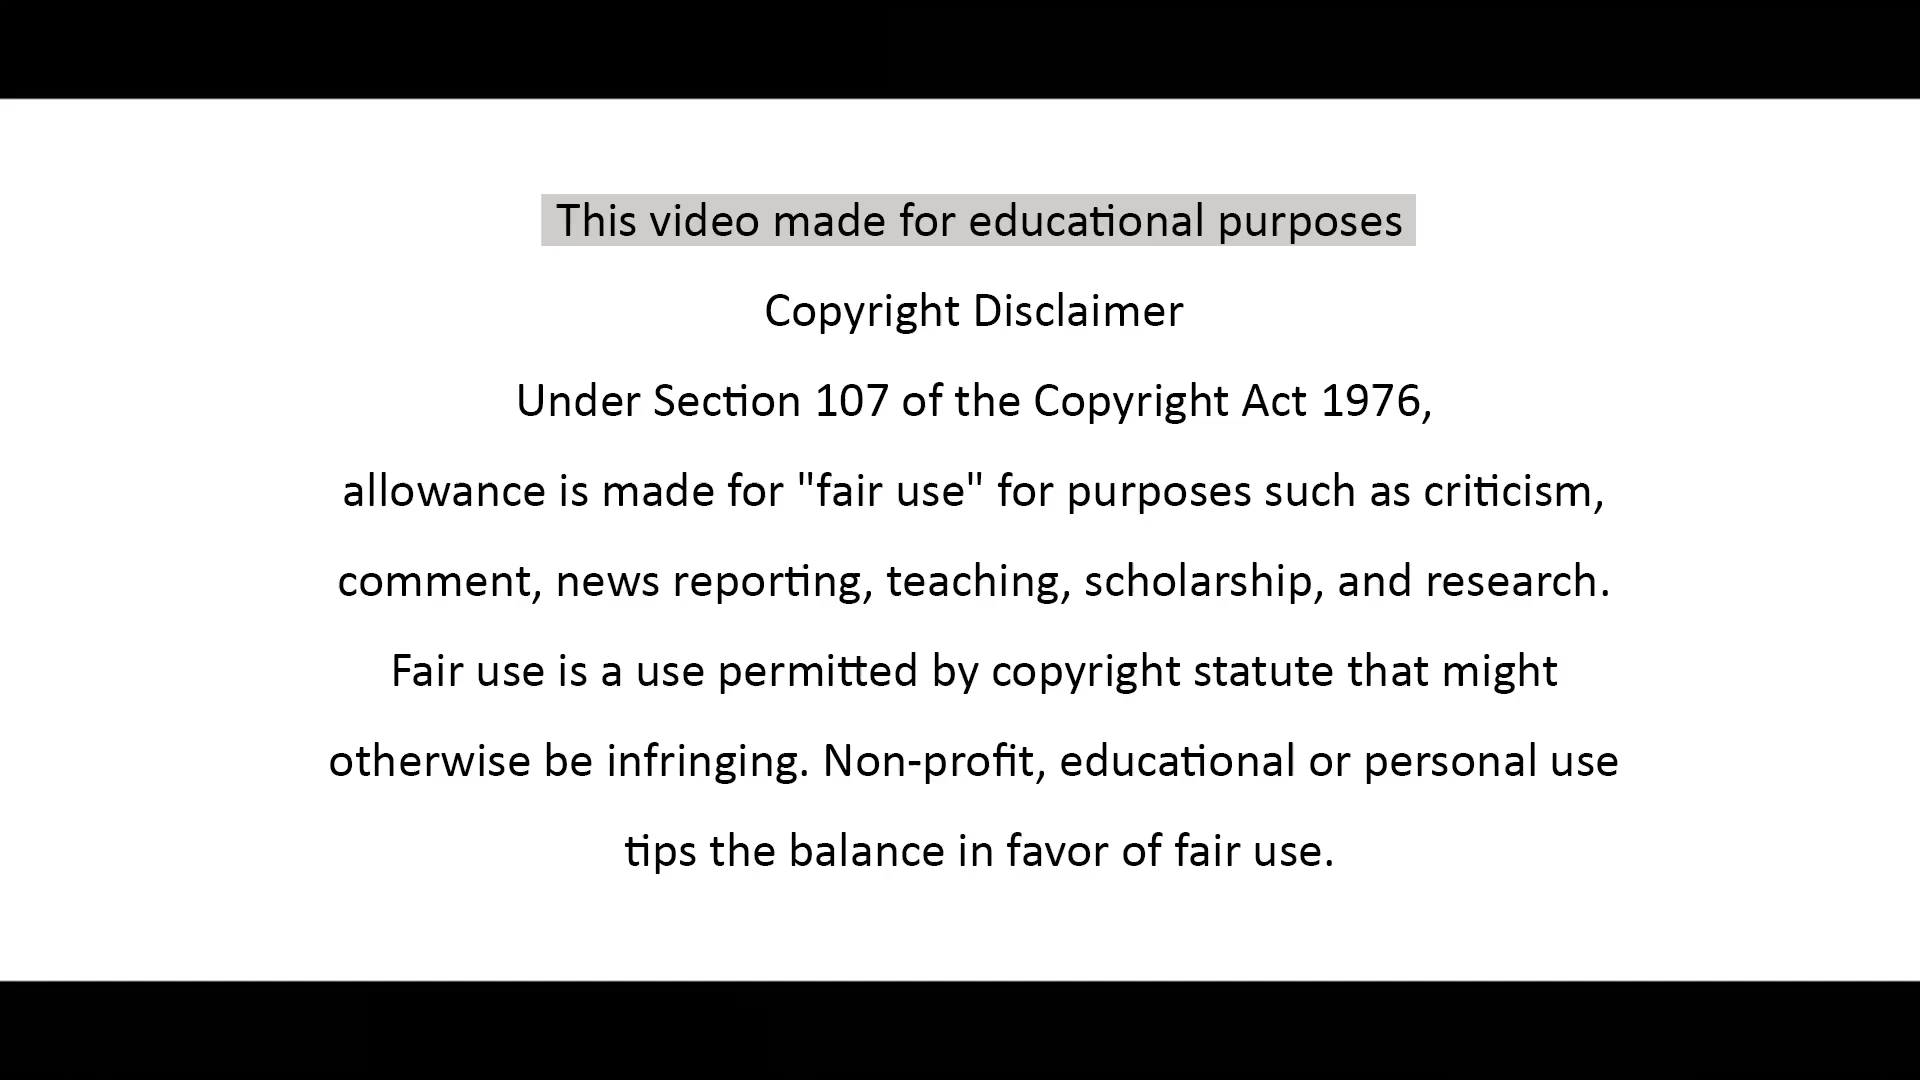 This video made for educational purposes
Copyright Disclaimer
Under Section 107 of the Copyright Act 1976,
allowance is made for "fair use" for purposes such as criticism,
comment, news reporting, teaching, scholarship, and research.
Fair use is a use permitted by copyright statute that might
otherwise be infringing. Non-profit, educational or personal use
tips the balance in favor of fair use.